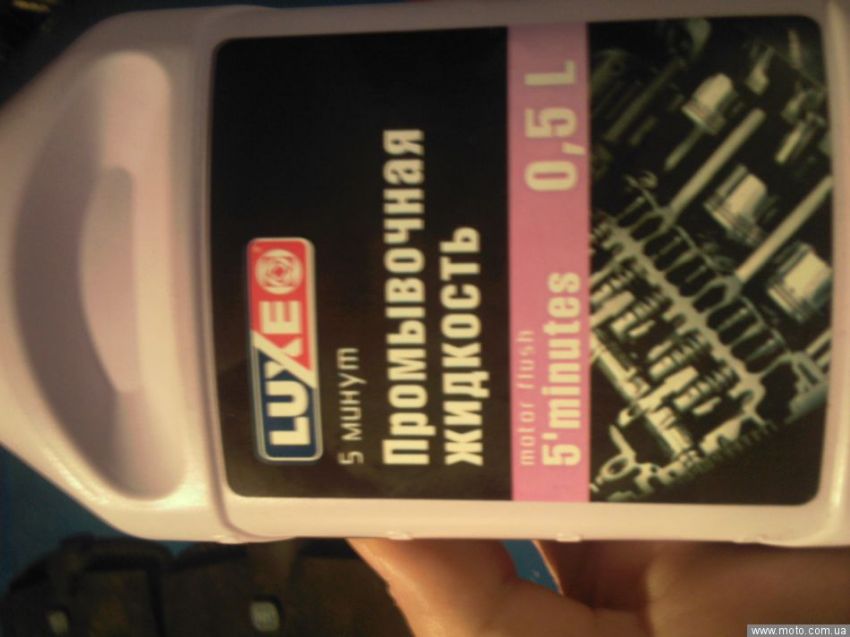 LUXE
5 минут
Промывочная
жидкость
motor flush
5'minutes 0,5 L
www.moto.com.ua